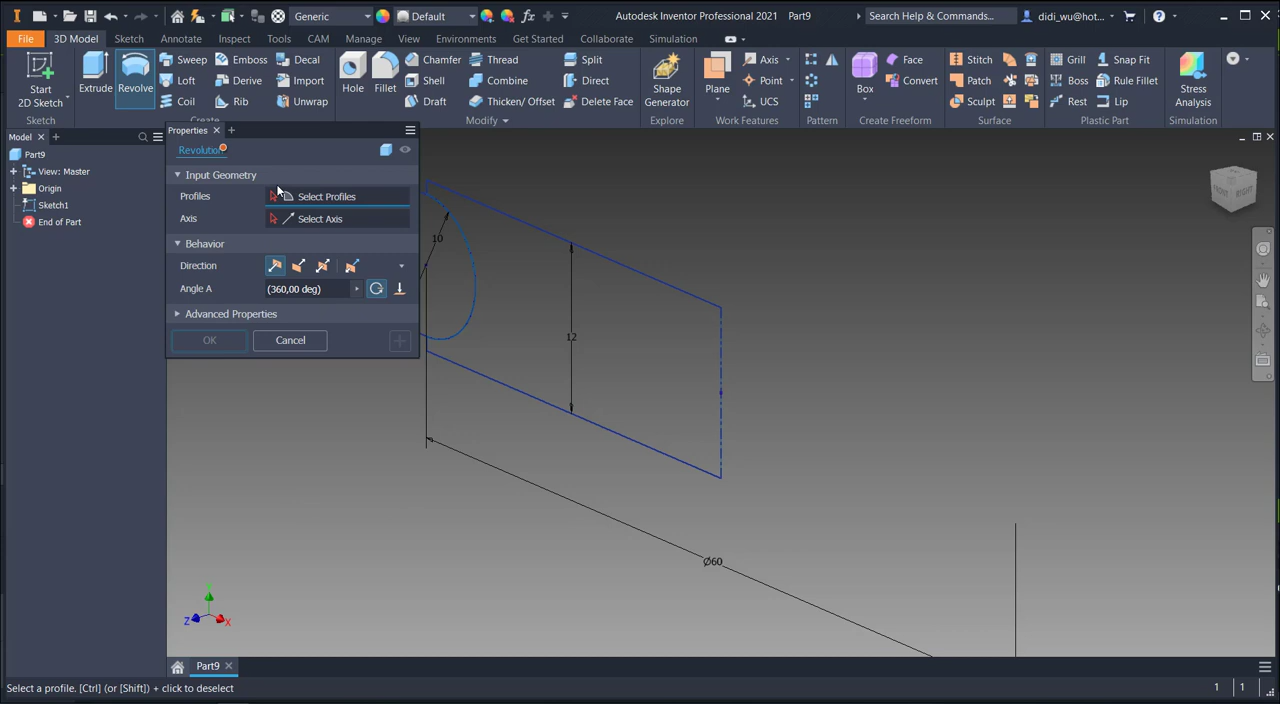 Generic
Default
Autodesk Inventor Professional 2021 Part9
Search Help & Commands...
didi_wu@hot...
File 3D Model Sketch Annotate Inspect Tools CAM Manage View Environments Get Started Collaborate Simulation
Start
2D Sketch
Sketch
Extrude
Revolve
Sweep
Loft
Coil
Emboss
Derive
Rib
Decal
Import
Unwrap
Create
Hole
Fillet
Chamfer
Shell
Draft
Thread
Combine
Thicken/ Offset
Split
Direct
Delete Face
Modify
Shape
Generator
Explore
Plane
Axis
Point
UCS
Work Features
Pattern
Box
Face
Convert
Create Freeform
Stitch
Patch
Sculpt
Surface
Grill
Boss
Rest
Snap Fit
Rule Fillet
Lip
Plastic Part
Stress
Analysis
Simulation
Model
Part9
View: Master
Origin
Sketch1
End of Part
Properties
Revolution
Input Geometry
Profiles Select Profiles
Axis Select Axis
Behavior
Direction
Angle A (360,00 deg)
Advanced Properties
OK Cancel
10
12
Ø60
FRONT RIGHT
Y
Z X
Part9
Select a profile. [Ctrl] (or [Shift]) + click to deselect
1 1